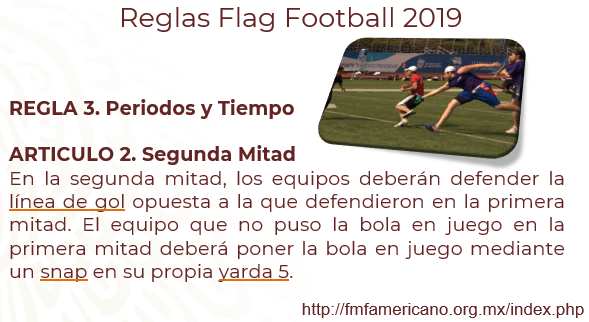 Reglas Flag Football 2019
REGLA 3. Periodos y Tiempo
ARTICULO 2. Segunda Mitad
En la segunda mitad, los equipos deberán defender la
línea de gol opuesta a la que defendieron en la primera
mitad. El equipo que no puso la bola en juego en la
primera mitad deberá poner la bola en juego mediante
un snap en su propia yarda 5.
http://fmfamericano.org.mx/index.php